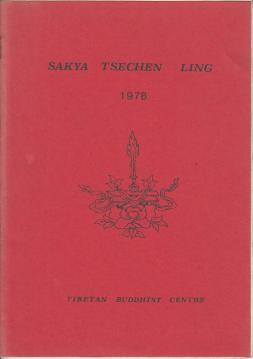 SAKYA TSECHEN LING
1978
TIBETAN BUDDHIST CENTRE